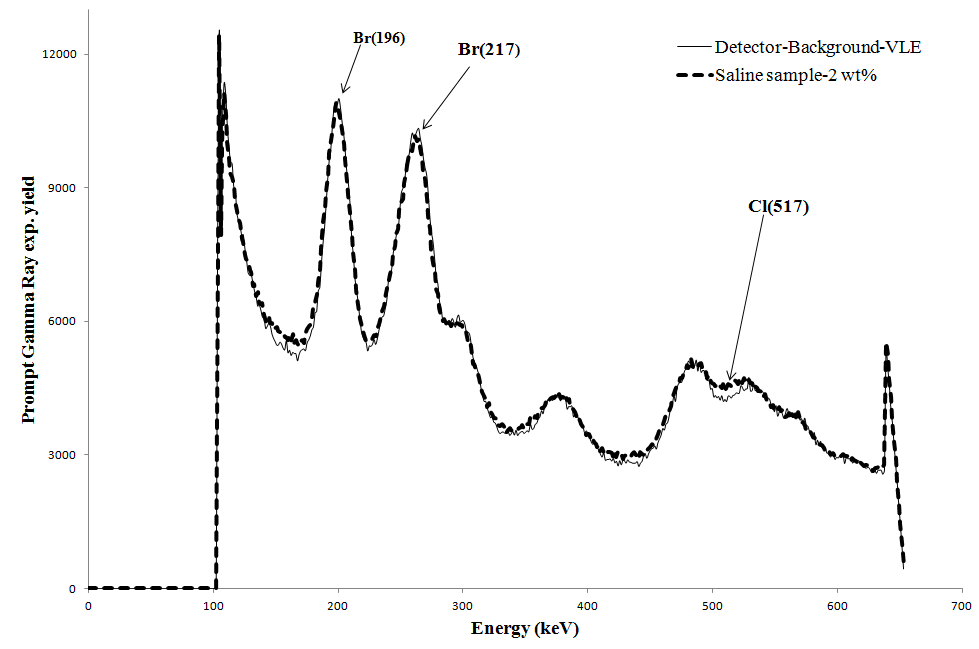 Br(196)
Br(217)
Detector-Background-VLE
Saline sample-2 wt%
Cl(517)
Prompt Gamma Ray exp. yield
12000
9000
6000
3000
0
0 100 200 300 400 500 600 700
Energy (keV)